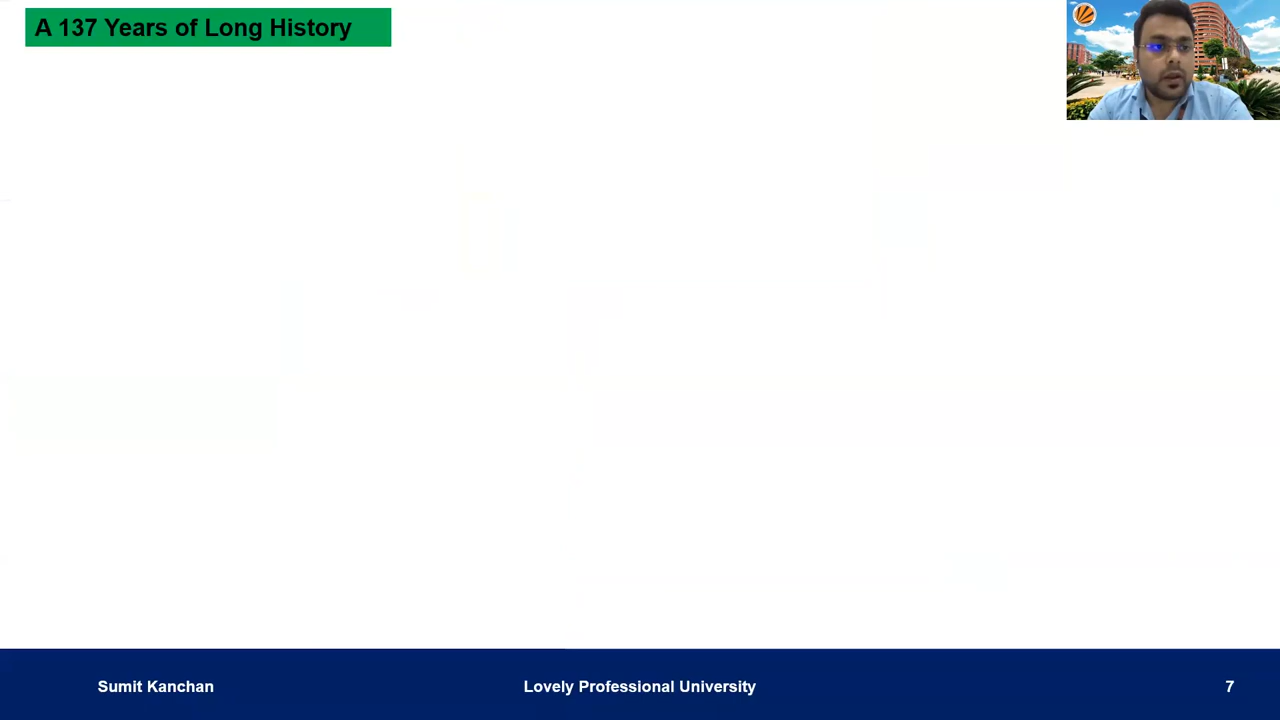 A 137 Years of Long History
Sumit Kanchan
Lovely Professional University
7